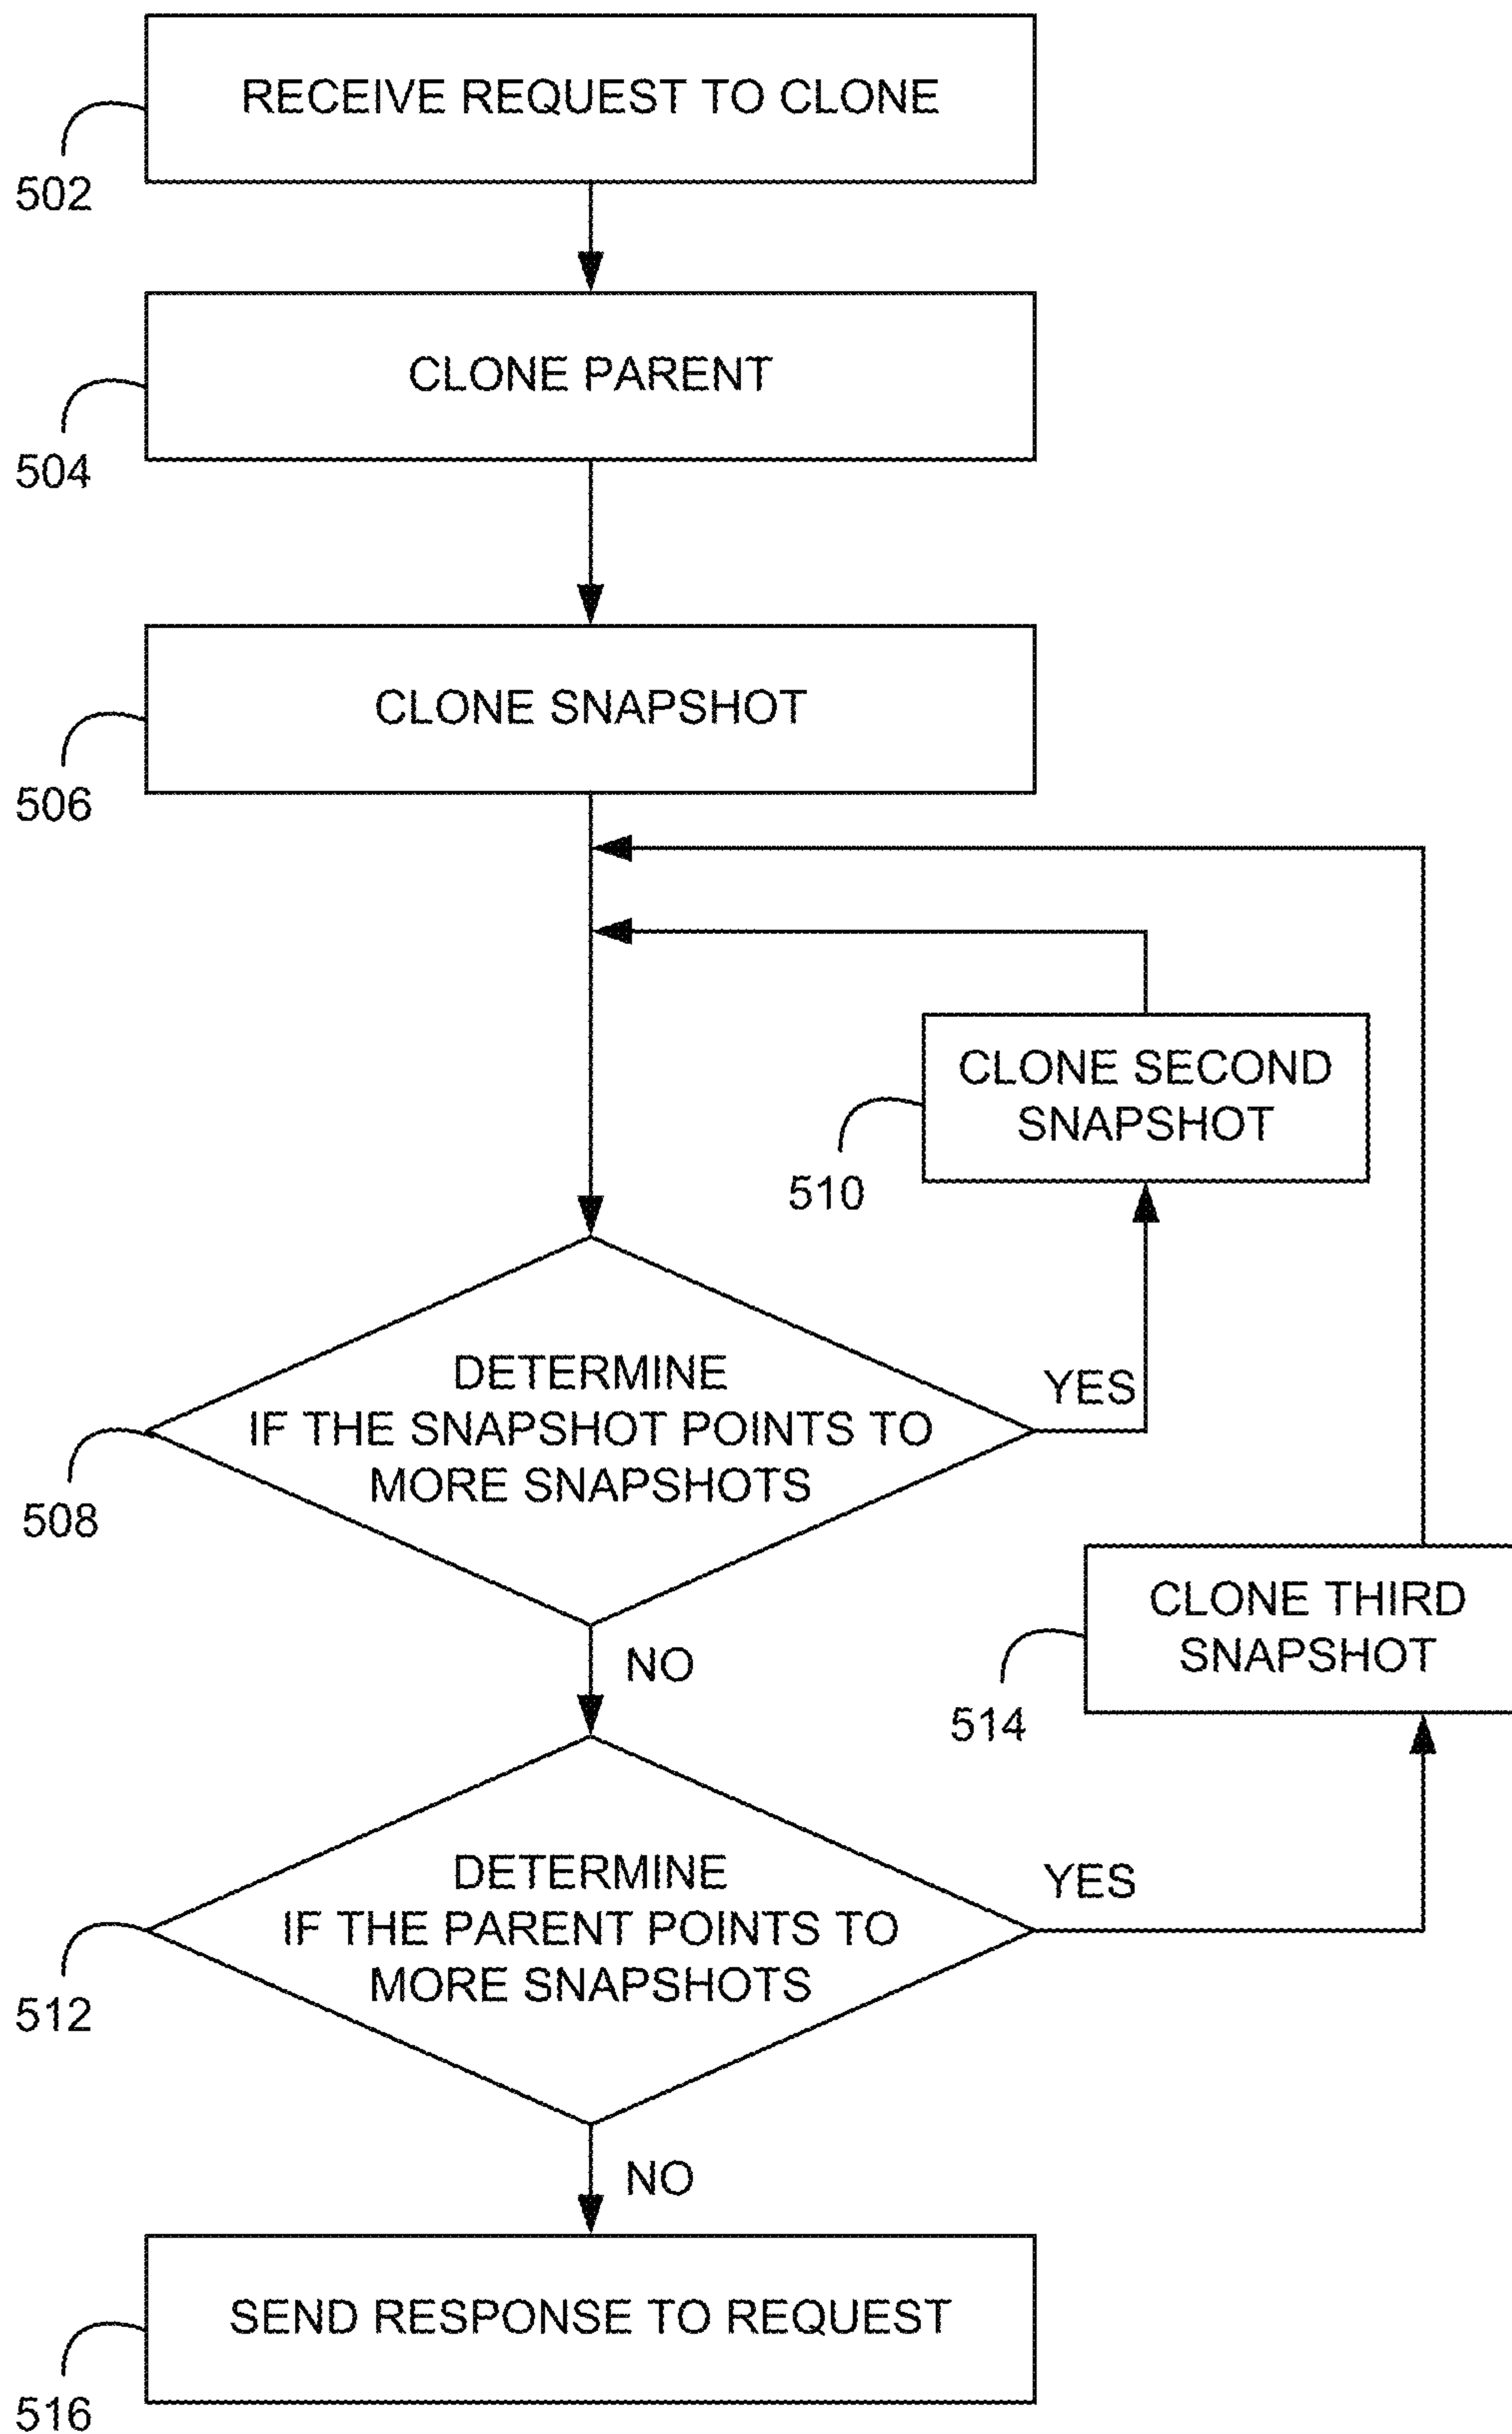 RECEIVE REQUEST TO CLONE
502
CLONE PARENT
504
CLONE SNAPSHOT
506
CLONE SECOND
SNAPSHOT
510
DETERMINE
IF THE SNAPSHOT POINTS TO
MORE SNAPSHOTS
YES
508
CLONE THIRD
SNAPSHOT
514
NO
DETERMINE
IF THE PARENT POINTS TO
MORE SNAPSHOTS
YES
512
NO
SEND RESPONSE TO REQUEST
516